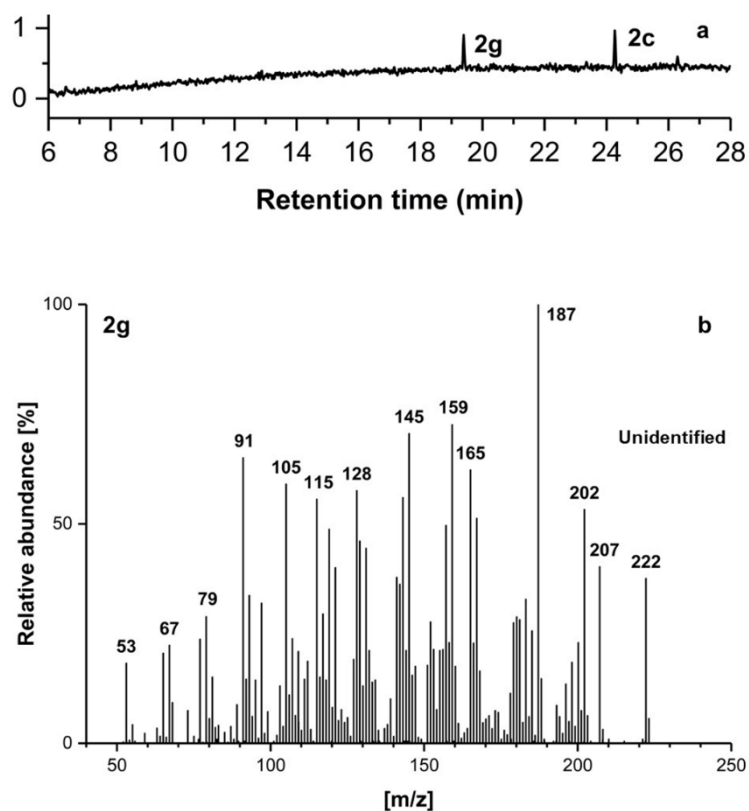 1
0
2g
2c
a
6 8 10 12 14 16 18 20 22 24 26 28
Retention time (min)
2g
b
100
50
0
Relative abundance [%]
187
Unidentified
159
145
91
165
105
128
115
202
207
222
79
67
53
50 100 150 200 250
[m/z]